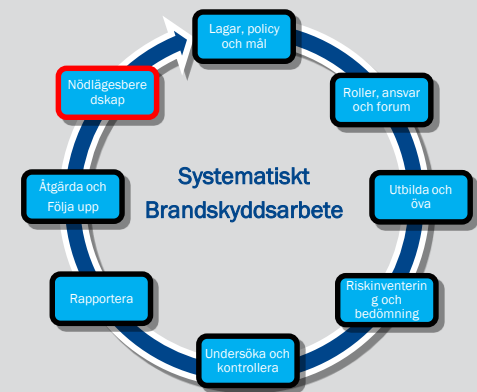 Lagar, policy
och mål
Roller, ansvar
och forum
Utbilda och
öva
Riskinventerin
g och
bedömning
Undersöka och
kontrollera
Rapportera
Åtgärda och
Följa upp
Nödlägesbere
dskap
Systematiskt
Brandskyddsarbete